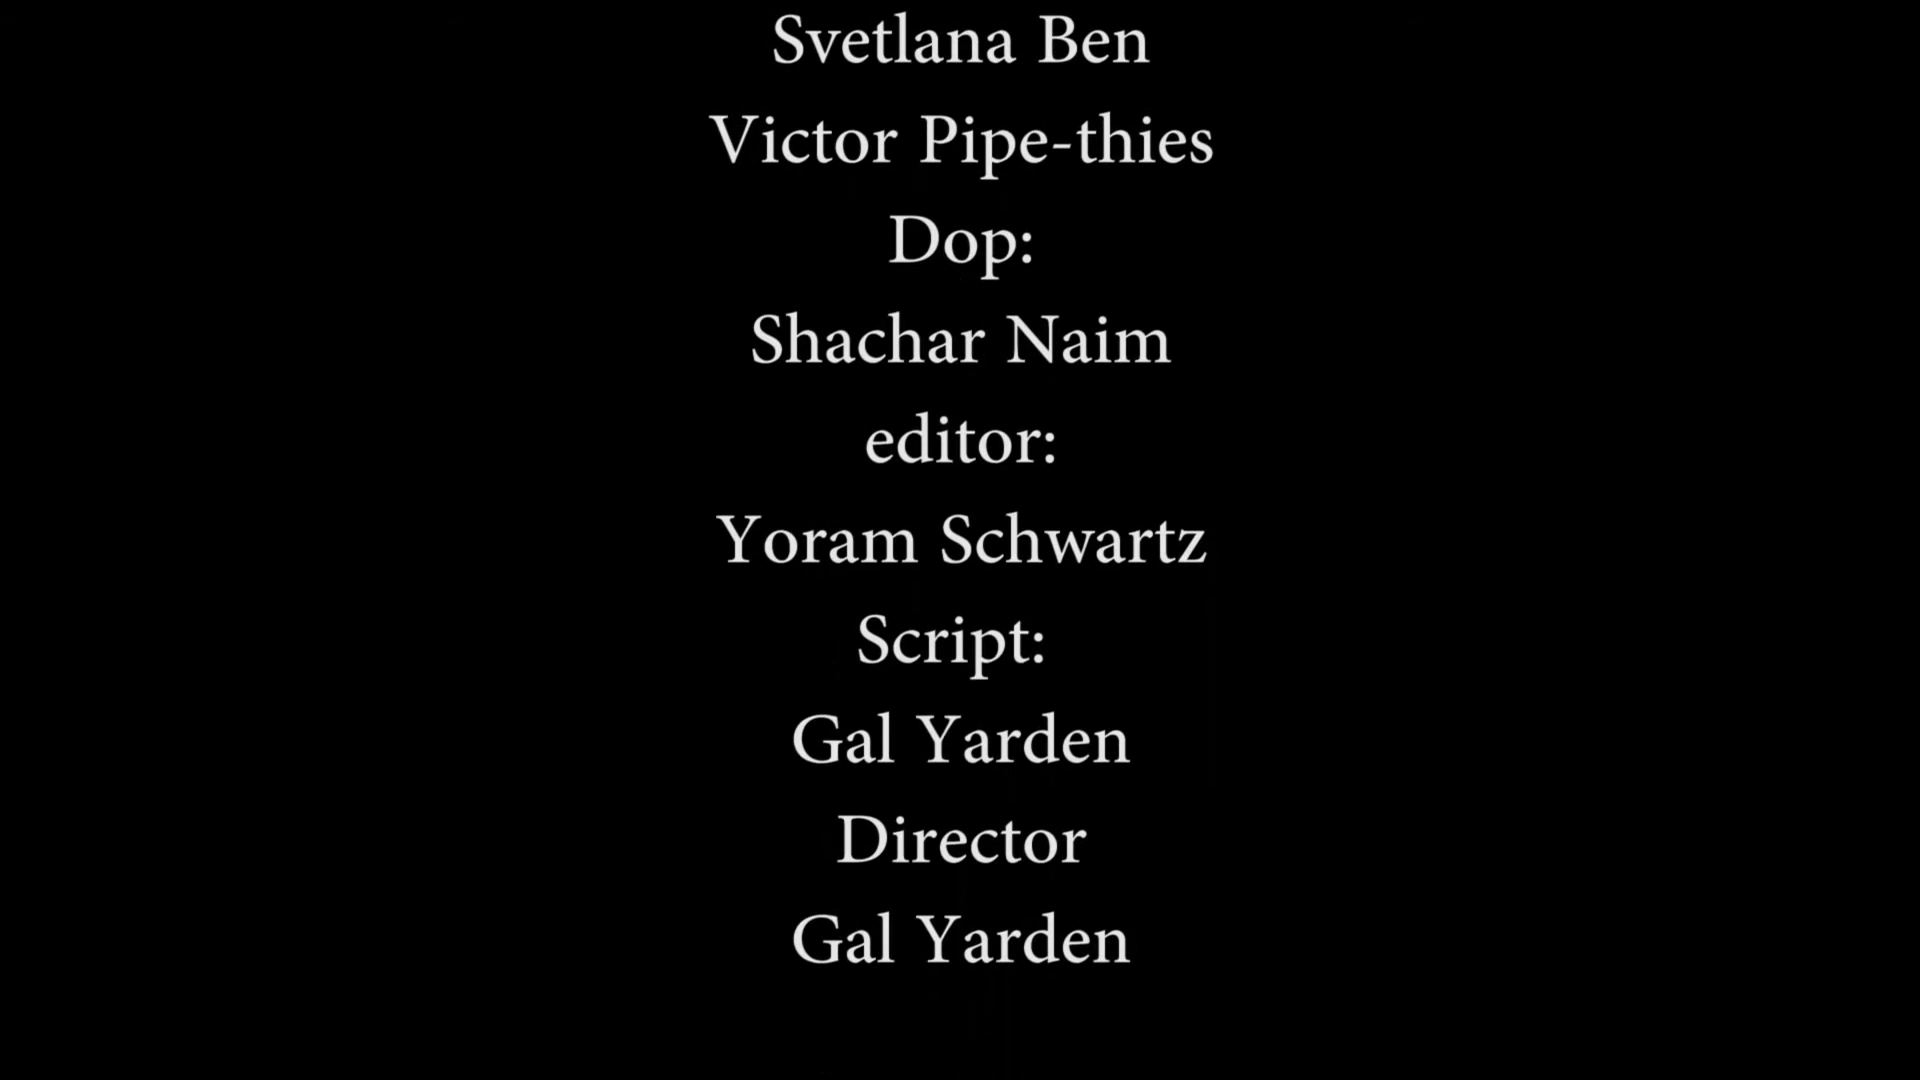 Svetlana Ben
Victor Pipe-thies
Dop:
Shachar Naim
editor:
Yoram Schwartz
Script:
Gal Yarden
Director
Gal Yarden